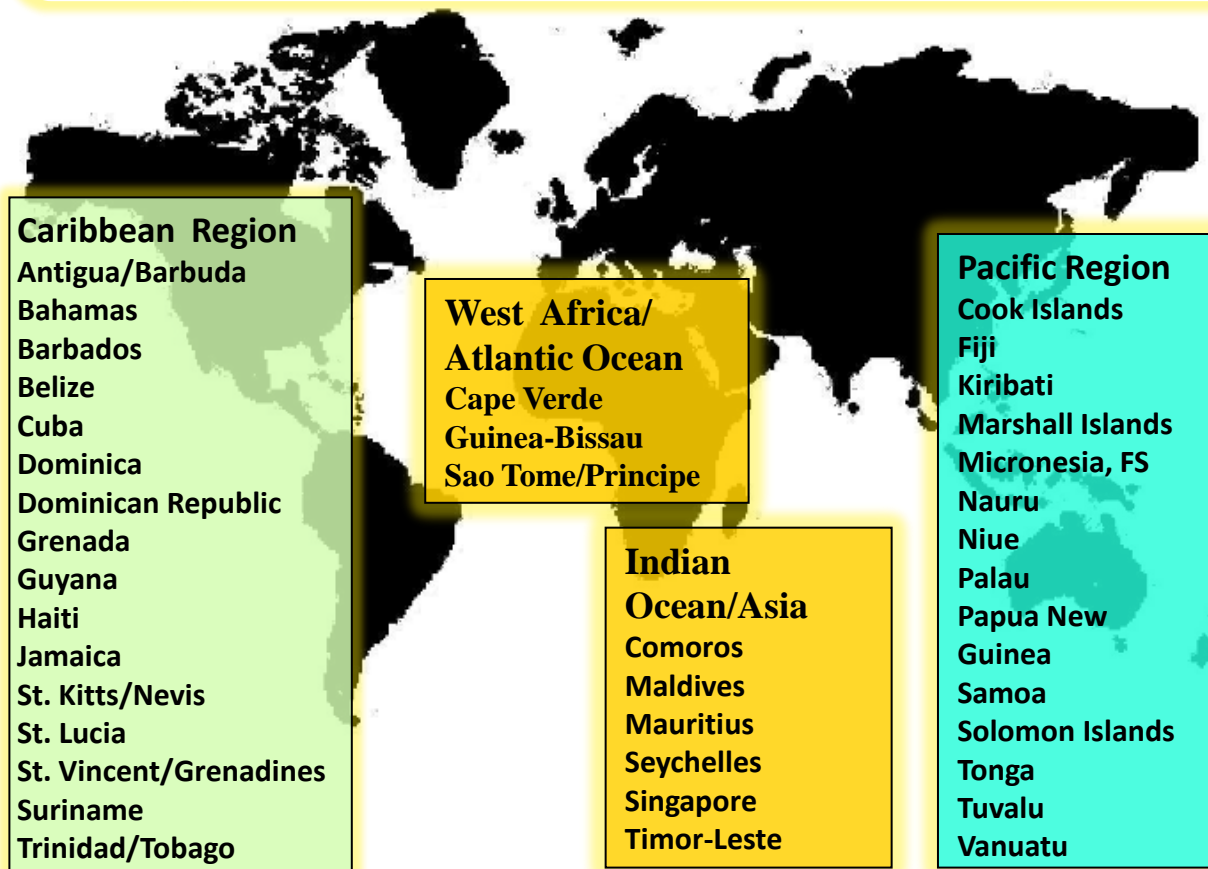 Caribbean Region
Antigua/Barbuda
Bahamas
Barbados
Belize
Cuba
Dominica
Dominican Republic
Grenada
Guyana
Haiti
Jamaica
St. Kitts/Nevis
St. Lucia
St. Vincent/Grenadines
Suriname
Trinidad/Tobago
West Africa/
Atlantic Ocean
Cape Verde
Guinea-Bissau
Sao Tome/Principe
Indian
Ocean/Asia
Comoros
Maldives
Mauritius
Seychelles
Singapore
Timor-Leste
Pacific Region
Cook Islands
Fiji
Kiribati
Marshall Islands
Micronesia, FS
Nauru
Niue
Palau
Papua New
Guinea
Samoa
Solomon Islands
Tonga
Tuvalu
Vanuatu